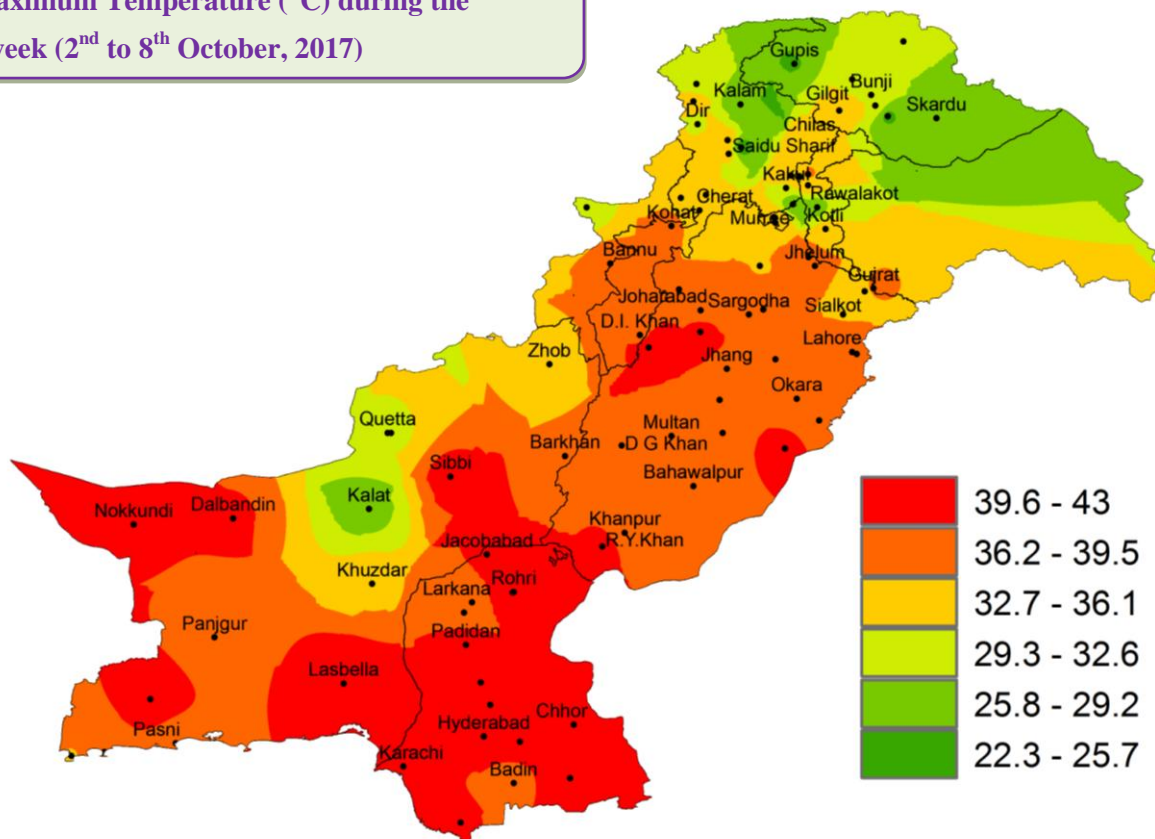 Maximum Temperature (°C) during the
week (2nd to 8th October, 2017)
Gupis
Bunji
Kalam
Gilgit
Skardu
Dir
Chilas
Saidu Sharif
Kakul
Cherat
Rawalakot
Kohat
Murree
Kotli
Bannu
Jhelum
Gujrat
Joharabad
Sargodha
Sialkot
D.I. Khan
Lahore
Zhob
Jhang
Okara
Quetta
Multan
Barkhan
D G Khan
Sibbi
Bahawalpur
Kalat
Nokkundi
Dalbandin
Khanpur
R.Y.Khan
Jacobabad
Khuzdar
Rohri
Larkana
Panjgur
Padidan
Lasbella
Chhor
Hyderabad
Pasni
Karachi
Badin
39.6 - 43
36.2 - 39.5
32.7 - 36.1
29.3 - 32.6
25.8 - 29.2
22.3 - 25.7